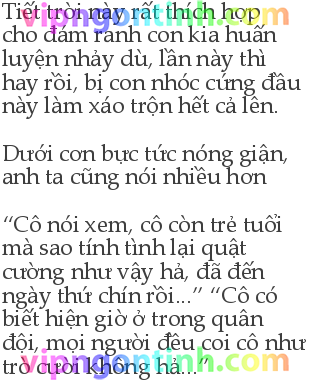 Tiết trời này rất thích hợp
cho đám ranh con kia huấn
luyện nhảy dù, lần này thì
hay rồi, bị con nhóc cứng đầu
này làm xáo trộn hết cả lên.

Dưới cơn bực tức nóng giận,
anh ta cũng nói nhiều hơn

“Cô nói xem, cô còn trẻ tuổi
mà sao tính tình lại quật
cường như vậy hả, đã đến
ngày thứ chín rồi...” “Cô có
biết hiện giờ ở trong quân
đội, mọi người đều coi cô như
trò cười không hả...”
vipngontinh.com
vipngontinh.com
vipngontinh.com